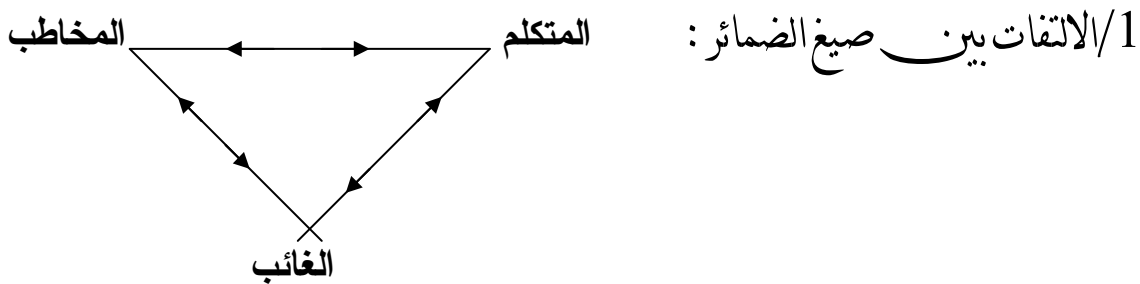 1/الالتفات بين صيغ الضمائر :
المتكلم
المخاطب
الغائب